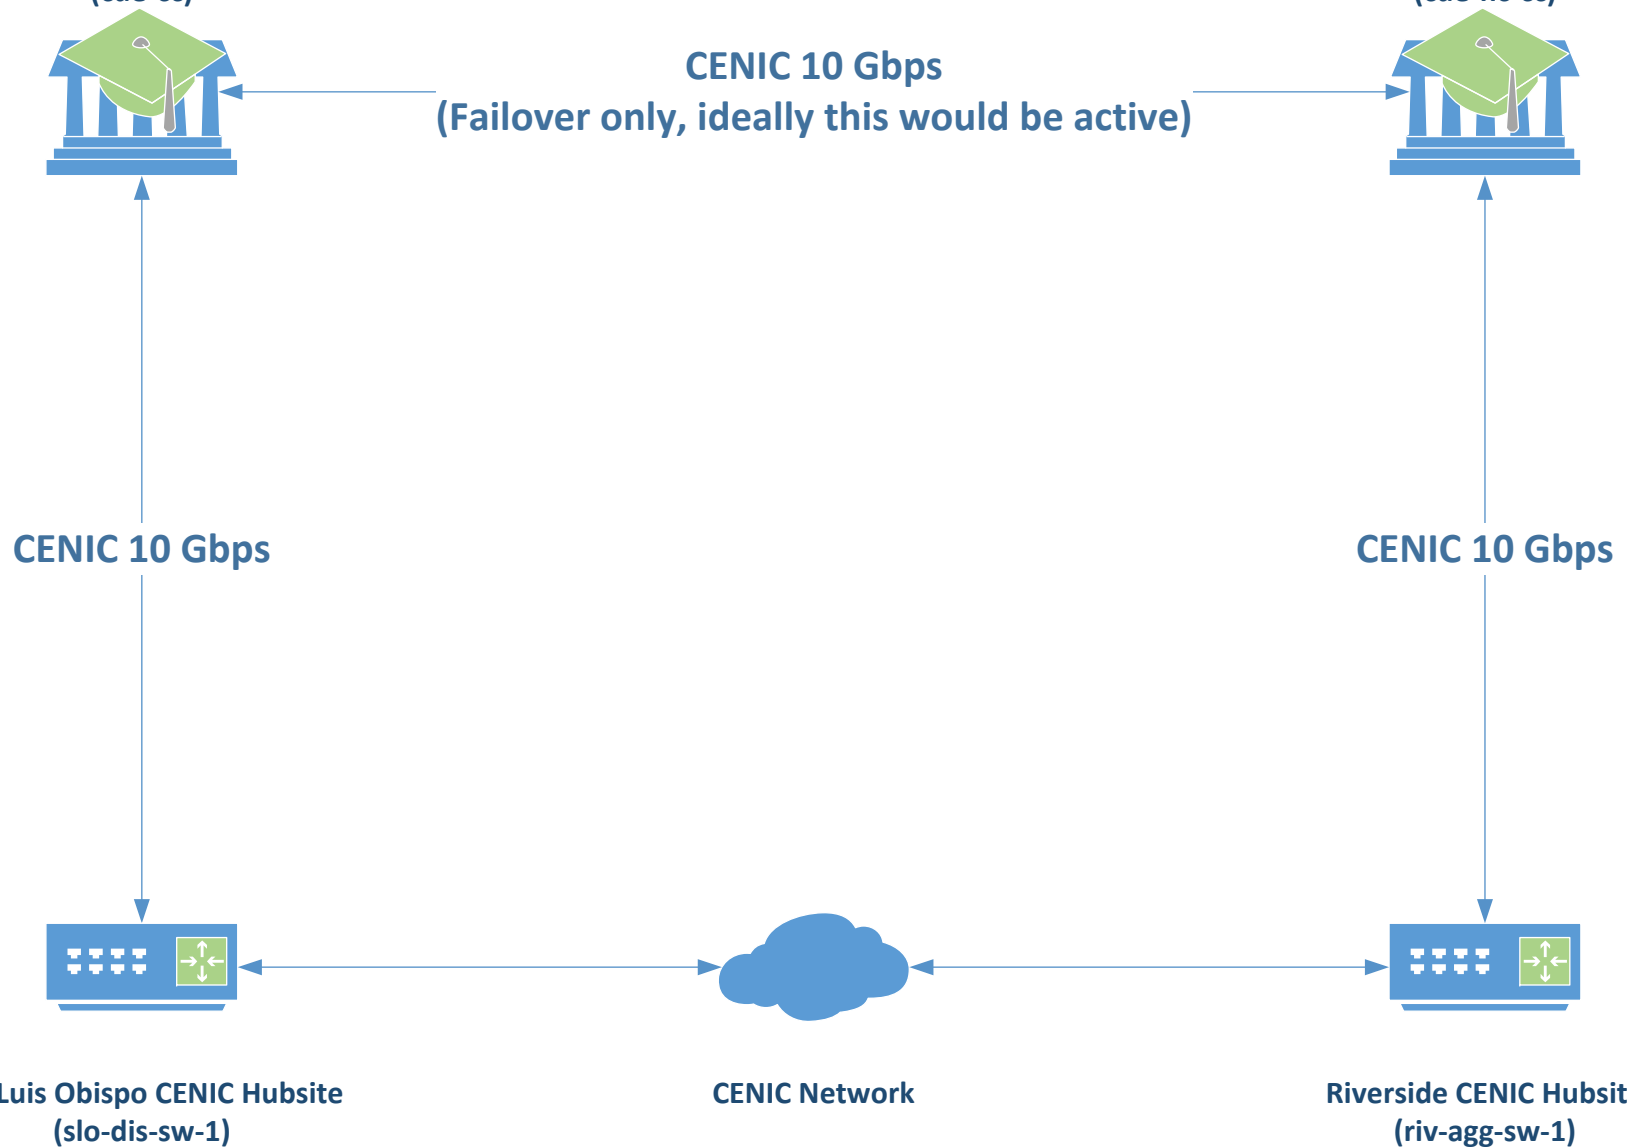 CENIC 10 Gbps
(Failover only, ideally this would be active)
CENIC 10 Gbps
CENIC 10 Gbps
Luis Obispo CENIC Hubsite
(slo-dis-sw-1)
CENIC Network
Riverside CENIC Hubsit
(riv-agg-sw-1)